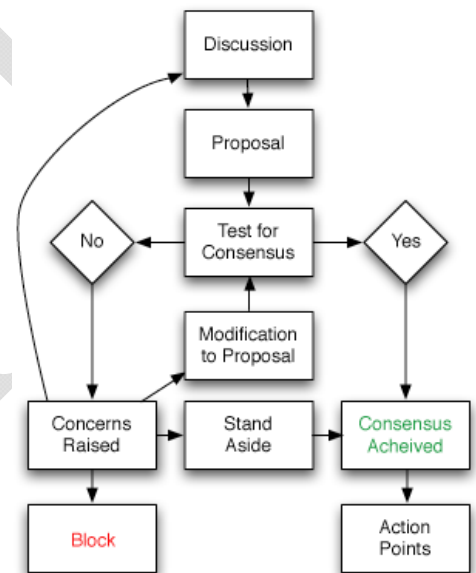 Discussion
Proposal
No
Test for
Consensus
Yes
Modification
to Proposal
Concerns
Raised
Stand
Aside
Consensus
Acheived
Block
Action
Points